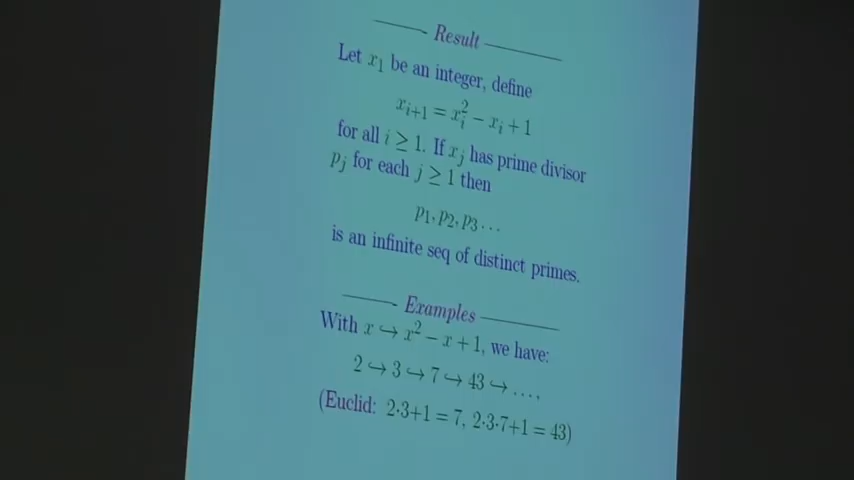 Result
Let x₁ be an integer, define
xᵢ₊₁ = xᵢ² − xᵢ + 1
for all i ≥ 1. If xⱼ has prime divisor
pⱼ for each j ≥ 1 then
p₁, p₂, p₃ ⋯
is an infinite seq of distinct primes.
Examples
With x ↪ x² − x + 1, we have:
2 ↪ 3 ↪ 7 ↪ 43 ↪ ....
(Euclid: 2·3+1 = 7, 2·3·7+1 = 43)